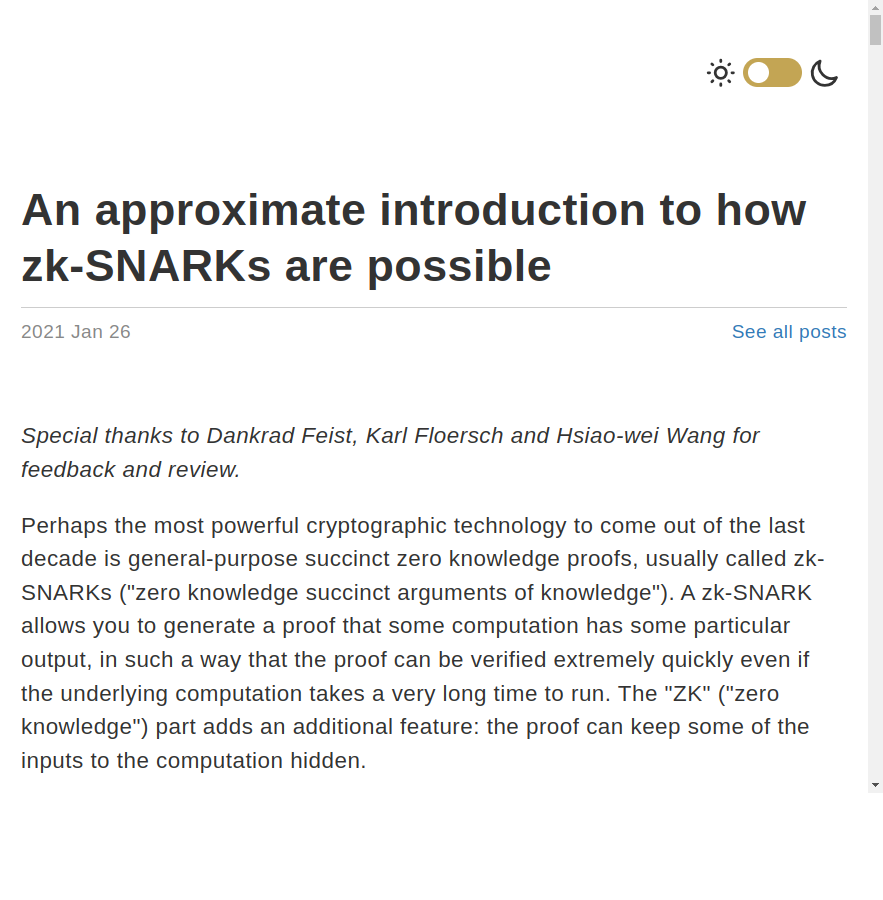 An approximate introduction to how
zk-SNARKs are possible
2021 Jan 26
See all posts
Special thanks to Dankrad Feist, Karl Floersch and Hsiao-wei Wang for
feedback and review.
Perhaps the most powerful cryptographic technology to come out of the last
decade is general-purpose succinct zero knowledge proofs, usually called zk-
SNARKs ("zero knowledge succinct arguments of knowledge"). A zk-SNARK
allows you to generate a proof that some computation has some particular
output, in such a way that the proof can be verified extremely quickly even if
the underlying computation takes a very long time to run. The "ZK" ("zero
knowledge") part adds an additional feature: the proof can keep some of the
inputs to the computation hidden.